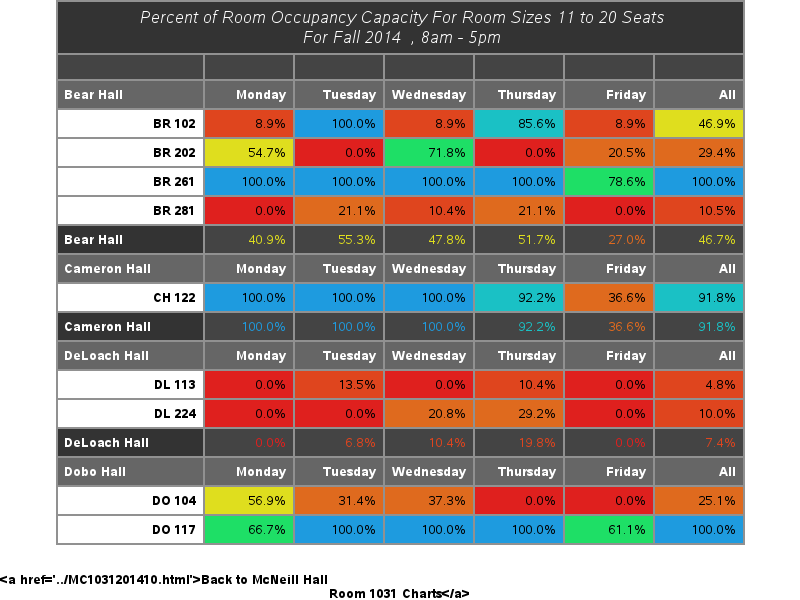 Percent of Room Occupancy Capacity For Room Sizes 11 to 20 Seats
For Fall 2014 , 8am - 5pm
Bear Hall Monday Tuesday Wednesday Thursday Friday All
BR 102 8.9% 100.0% 8.9% 85.6% 8.9% 46.9%
BR 202 54.7% 0.0% 71.8% 0.0% 20.5% 29.4%
BR 261 100.0% 100.0% 100.0% 100.0% 78.6% 100.0%
BR 281 0.0% 21.1% 10.4% 21.1% 0.0% 10.5%
Bear Hall 40.9% 55.3% 47.8% 51.7% 27.0% 46.7%
Cameron Hall Monday Tuesday Wednesday Thursday Friday All
CH 122 100.0% 100.0% 100.0% 92.2% 36.6% 91.8%
Cameron Hall 100.0% 100.0% 100.0% 92.2% 36.6% 91.8%
DeLoach Hall Monday Tuesday Wednesday Thursday Friday All
DL 113 0.0% 13.5% 0.0% 10.4% 0.0% 4.8%
DL 224 0.0% 0.0% 20.8% 29.2% 0.0% 10.0%
DeLoach Hall 0.0% 6.8% 10.4% 19.8% 0.0% 7.4%
Dobo Hall Monday Tuesday Wednesday Thursday Friday All
DO 104 56.9% 31.4% 37.3% 0.0% 0.0% 25.1%
DO 117 66.7% 100.0% 100.0% 100.0% 61.1% 100.0%
<a href='../MC1031201410.html'>Back to McNeill Hall
Room 1031 Charts</a>